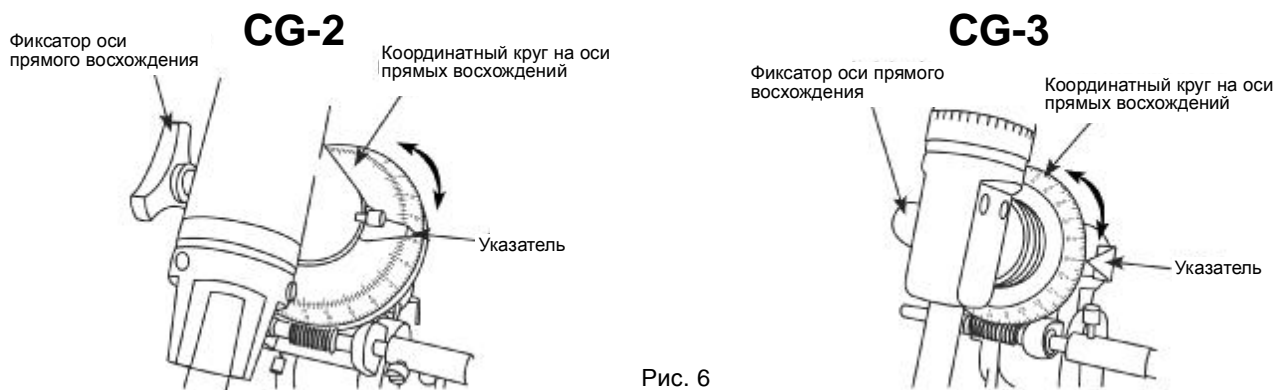 CG-2
Фиксатор оси
прямого восхождения
Координатный круг на оси
прямых восхождений
Указатель
CG-3
Фиксатор оси прямого
восхождения
Координатный круг на оси
прямых восхождений
Указатель
Рис. 6